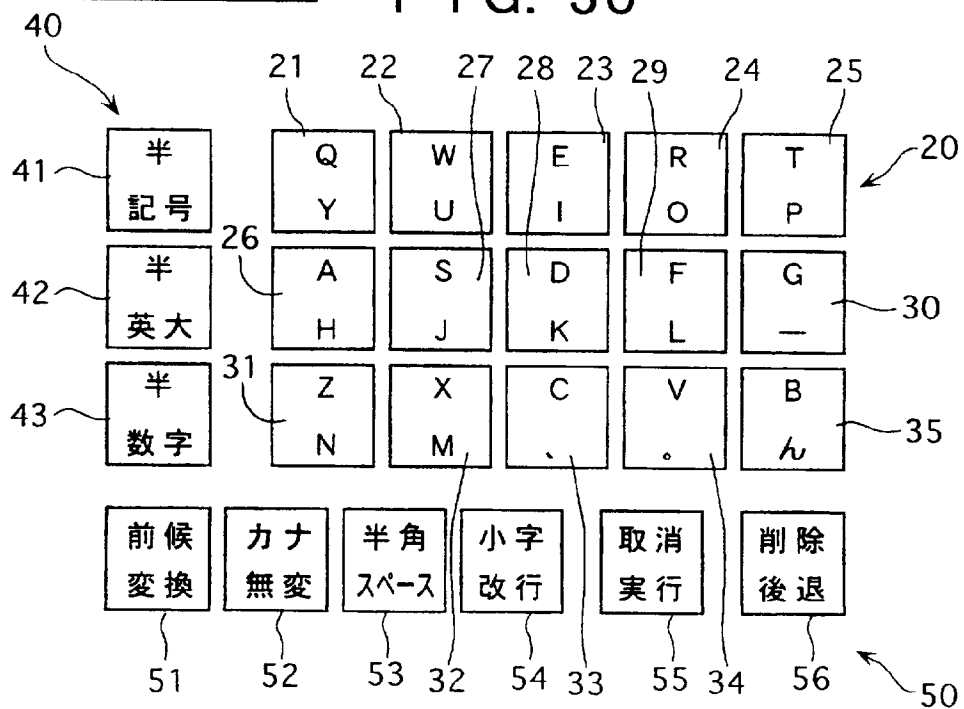 FIG. 30
40
21 22 27 28 23 29 24 25
半 Q W E R T
20
41
記号 Y U I O P
26
半 A S D F G
42 30
英大 H J K L —
31
半 Z X C V B
43 35
数字 N M 、 。 ん
前候 カナ 半角 小字 取消 削除
変換 無変 スペース 改行 実行 後退
51 52 53 32 54 33 55 34 56
50